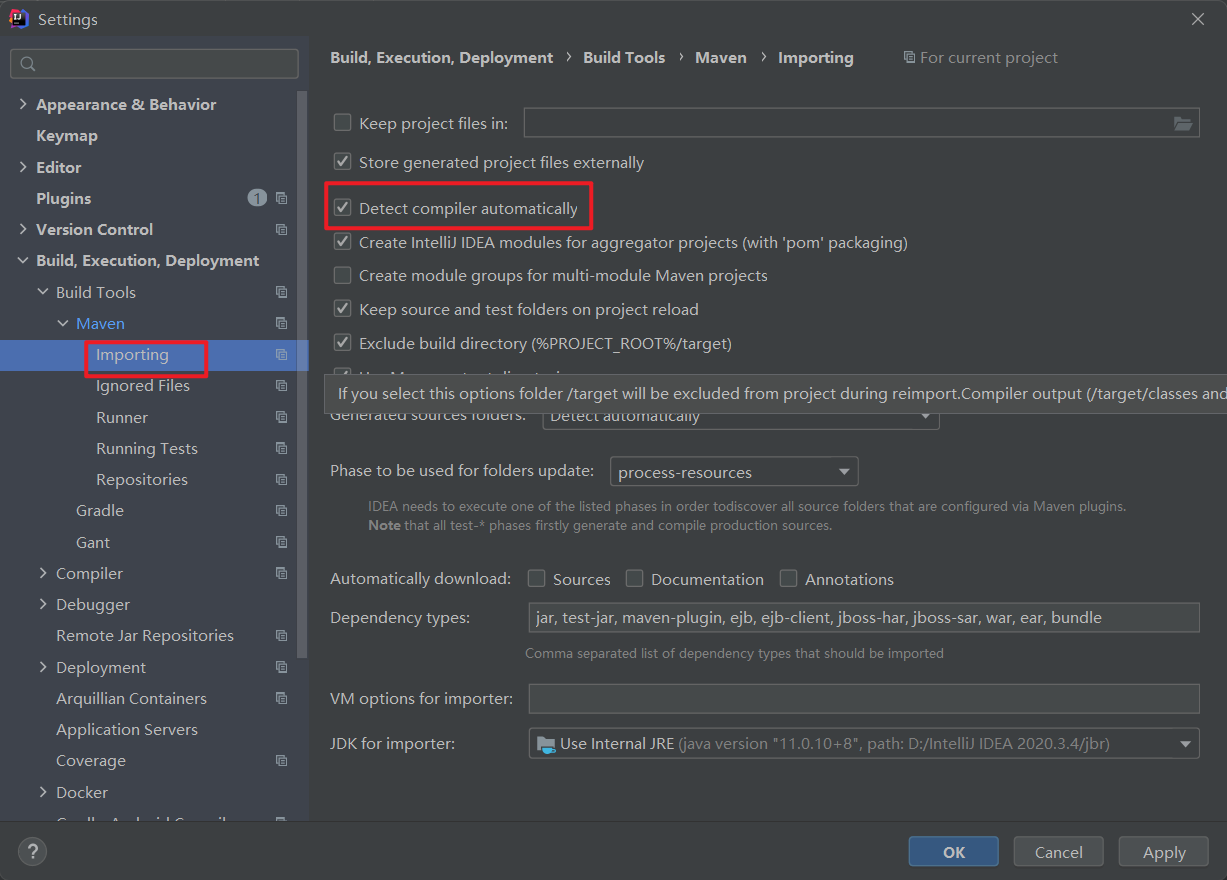 Settings
Build, Execution, Deployment › Build Tools › Maven › Importing For current project
Appearance & Behavior
Keymap
Editor
Plugins 1
Version Control
Build, Execution, Deployment
Build Tools
Maven
Importing
Ignored Files
Runner
Running Tests
Repositories
Gradle
Gant
Compiler
Debugger
Remote Jar Repositories
Deployment
Arquillian Containers
Application Servers
Coverage
Docker
Keep project files in:
Store generated project files externally
Detect compiler automatically
Create IntelliJ IDEA modules for aggregator projects (with 'pom' packaging)
Create module groups for multi-module Maven projects
Keep source and test folders on project reload
Exclude build directory (%PROJECT_ROOT%/target)
If you select this options folder /target will be excluded from project during reimport.Compiler output (/target/classes and
Generated sources folders: Detect automatically
Phase to be used for folders update: process-resources
IDEA needs to execute one of the listed phases in order todiscover all source folders that are configured via Maven plugins.
Note that all test-* phases firstly generate and compile production sources.
Automatically download: Sources Documentation Annotations
Dependency types: jar, test-jar, maven-plugin, ejb, ejb-client, jboss-har, jboss-sar, war, ear, bundle
Comma separated list of dependency types that should be imported
VM options for importer:
JDK for importer: Use Internal JRE (java version "11.0.10+8", path: D:/IntelliJ IDEA 2020.3.4/jbr)
?
OK Cancel Apply